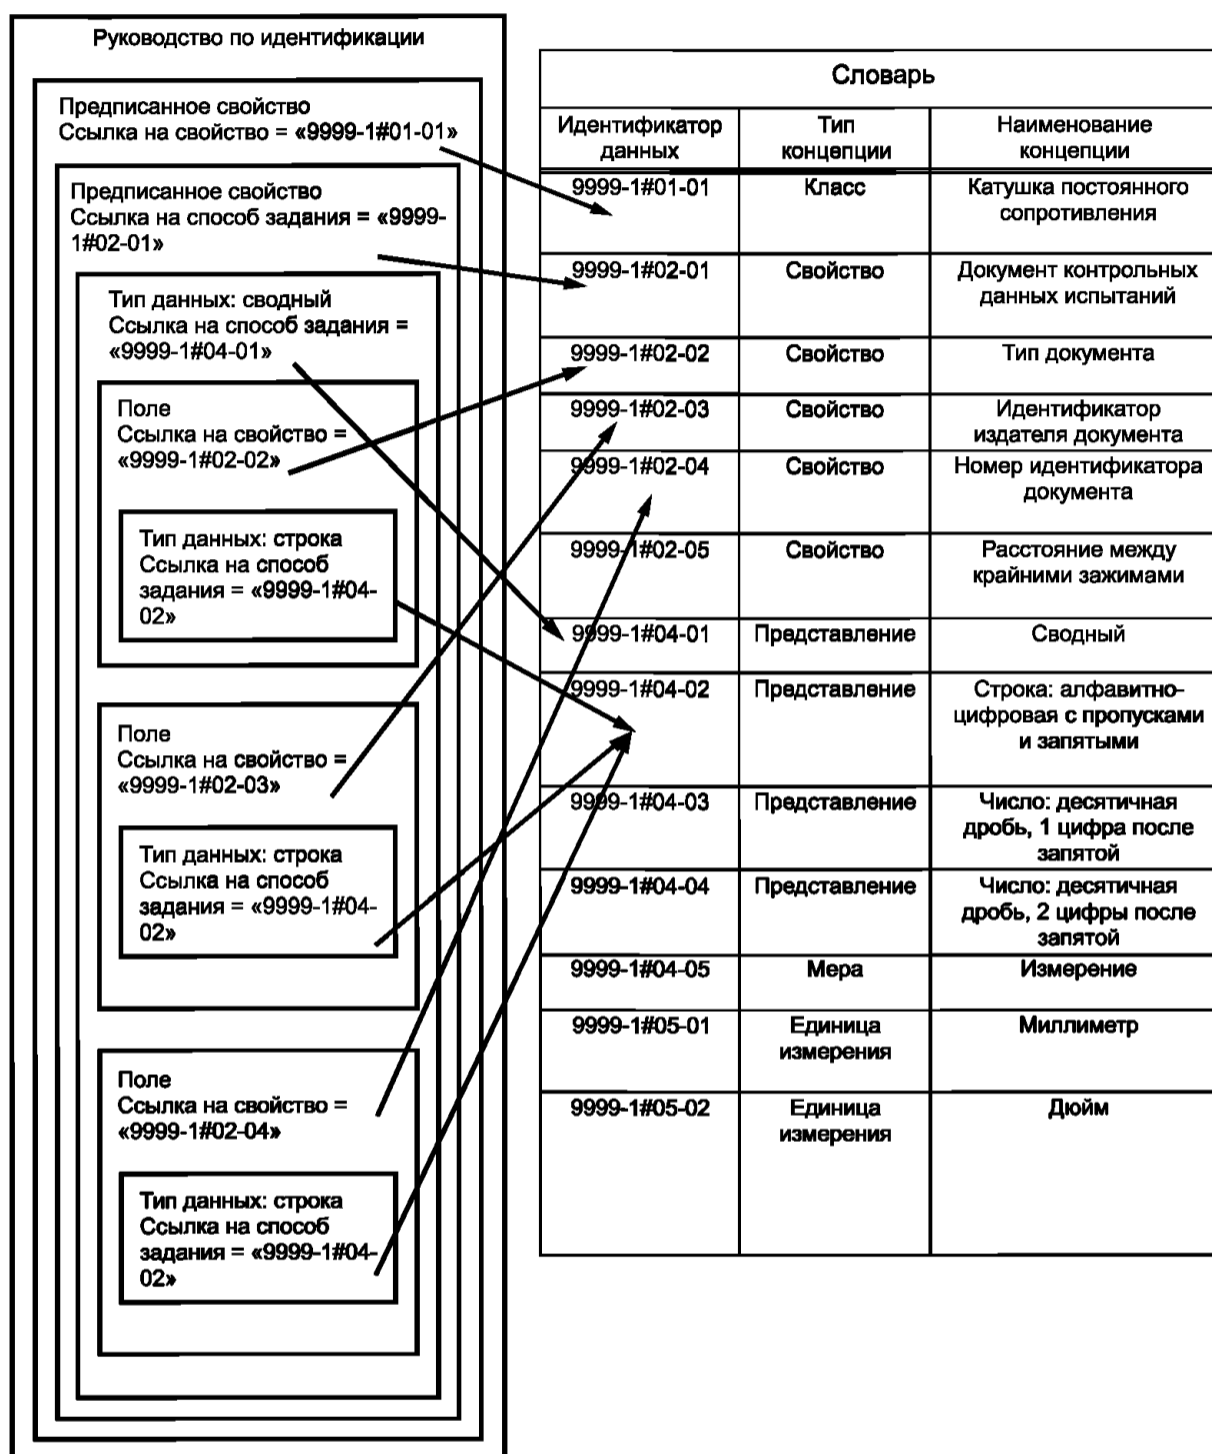 Руководство по идентификации
Предписанное свойство
Ссылка на свойство = «9999-1#01-01»
Предписанное свойство
Ссылка на способ задания = «9999-
1#02-01»
Тип данных: сводный
Ссылка на способ задания =
«9999-1#04-01»
Поле
Ссылка на свойство =
«9999-1#02-02»
Тип данных: строка
Ссылка на способ
задания = «9999-1#04-
02»
Поле
Ссылка на свойство =
«9999-1#02-03»
Тип данных: строка
Ссылка на способ
задания = «9999-1#04-
02»
Поле
Ссылка на свойство =
«9999-1#02-04»
Тип данных: строка
Ссылка на способ
задания = «9999-1#04-
02»
Словарь
Идентификатор
данных
Тип
концепции
Наименование
концепции
9999-1#01-01
Класс
Катушка постоянного
сопротивления
9999-1#02-01
Свойство
Документ контрольных
данных испытаний
9999-1#02-02
Свойство
Тип документа
9999-1#02-03
Свойство
Идентификатор
издателя документа
9999-1#02-04
Свойство
Номер идентификатора
документа
9999-1#02-05
Свойство
Расстояние между
крайними зажимами
9999-1#04-01
Представление
Сводный
9999-1#04-02
Представление
Строка: алфавитно-
цифровая с пропусками
и запятыми
9999-1#04-03
Представление
Число: десятичная
дробь, 1 цифра после
запятой
9999-1#04-04
Представление
Число: десятичная
дробь, 2 цифры после
запятой
9999-1#04-05
Мера
Измерение
9999-1#05-01
Единица
измерения
Миллиметр
9999-1#05-02
Единица
измерения
Дюйм